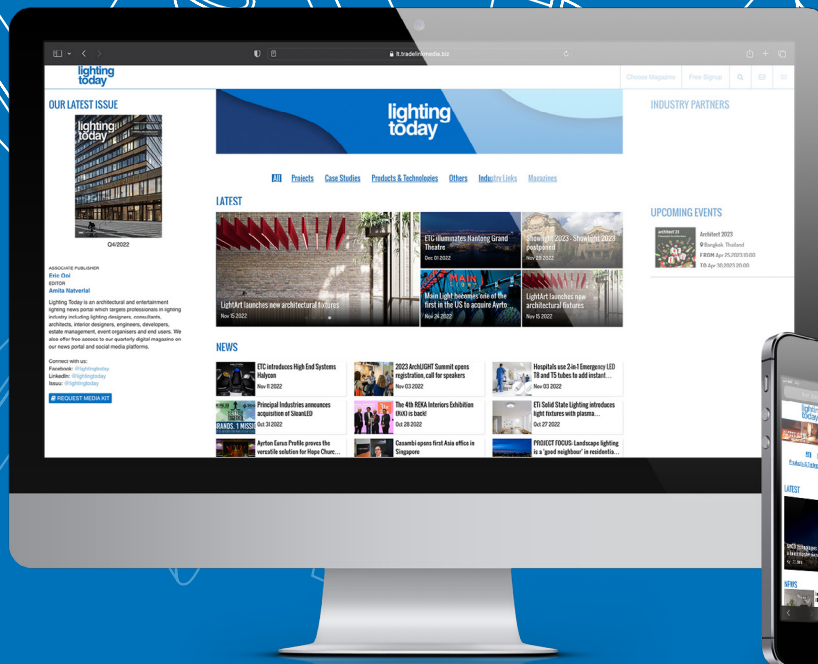 lt.tradelinkmedia.biz
lighting
today
Choose Magazine
Free Signup
OUR LATEST ISSUE
lighting
today
Q4/2022
ASSOCIATE PUBLISHER
Eric Ooi
EDITOR
Amita Natverlal
Lighting Today is an architectural and entertainment
lighting news portal which targets professionals in lighting
industry including lighting designers, consultants,
architects, interior designers, engineers, developers,
estate management, event organisers and end users. We
also offer free access to our quarterly digital magazine on
our news portal and social media platforms.
Connect with us:
Facebook: @lightingtoday
LinkedIn: @lightingtoday
Issuu: @lightingtoday
REQUEST MEDIA KIT
lighting
today
All Projects Case Studies Products & Technologies Others Industry Links Magazines
LATEST
LightArt launches new architectural fixtures
Nov 15 2022
ETC illuminates Nantong Grand
Theatre
Dec 01 2022
Showlight 2023 - Showlight 2023
postponed
Nov 29 2022
MAIN
Main Light becomes one of the
first in the US to acquire Ayrto...
Nov 24 2022
LightArt launches new
architectural fixtures
Nov 15 2022
NEWS
ETC introduces High End Systems
Halcyon
Nov 11 2022
2023 ArchLIGHT Summit opens
registration, call for speakers
Nov 03 2022
Hospitals use 2-in-1 Emergency LED
T8 and T5 tubes to add instant...
Nov 03 2022
RANDS. 1 MISSI
Principal Industries announces
acquisition of SloanLED
Oct 31 2022
The 4th REKA Interiors Exhibition
(RiX) is back!
Oct 28 2022
ETi Solid State Lighting introduces
light fixtures with plasma...
Oct 27 2022
Ayrton Eurus Profile proves the
versatile solution for Hope Churc...
Casambi opens first Asia office in
Singapore
PROJECT FOCUS: Landscape lighting
is a 'good neighbour' in residentia...
INDUSTRY PARTNERS
UPCOMING EVENTS
architect'23
Architect 2023
Bangkok, Thailand
FROM Apr 25,2023 10:00
TO Apr 30,2023 20:00
LATEST
NEWS